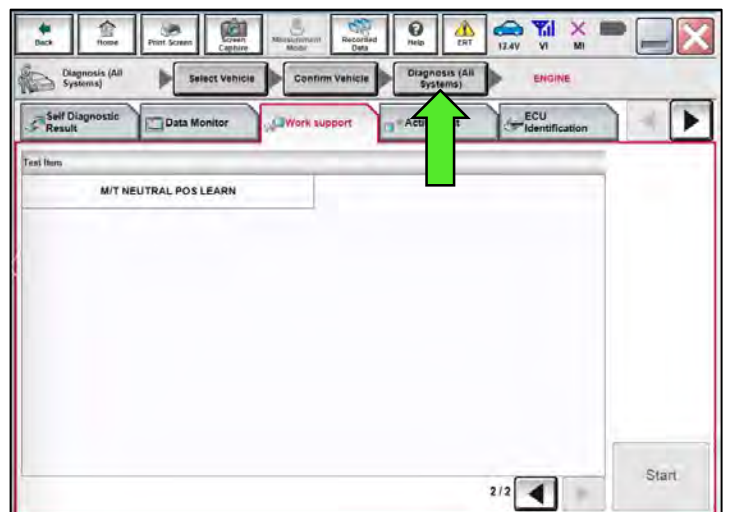 Back Home Print Screen Screen Capture Measurement Mode Recorded Data Help ERT 12.4V VI MI
Diagnosis (All Systems) Select Vehicle Confirm Vehicle Diagnosis (All Systems) ENGINE
Self Diagnostic Result Data Monitor Work support ECU Identification
Test Item
M/T NEUTRAL POS LEARN
2/2
Start